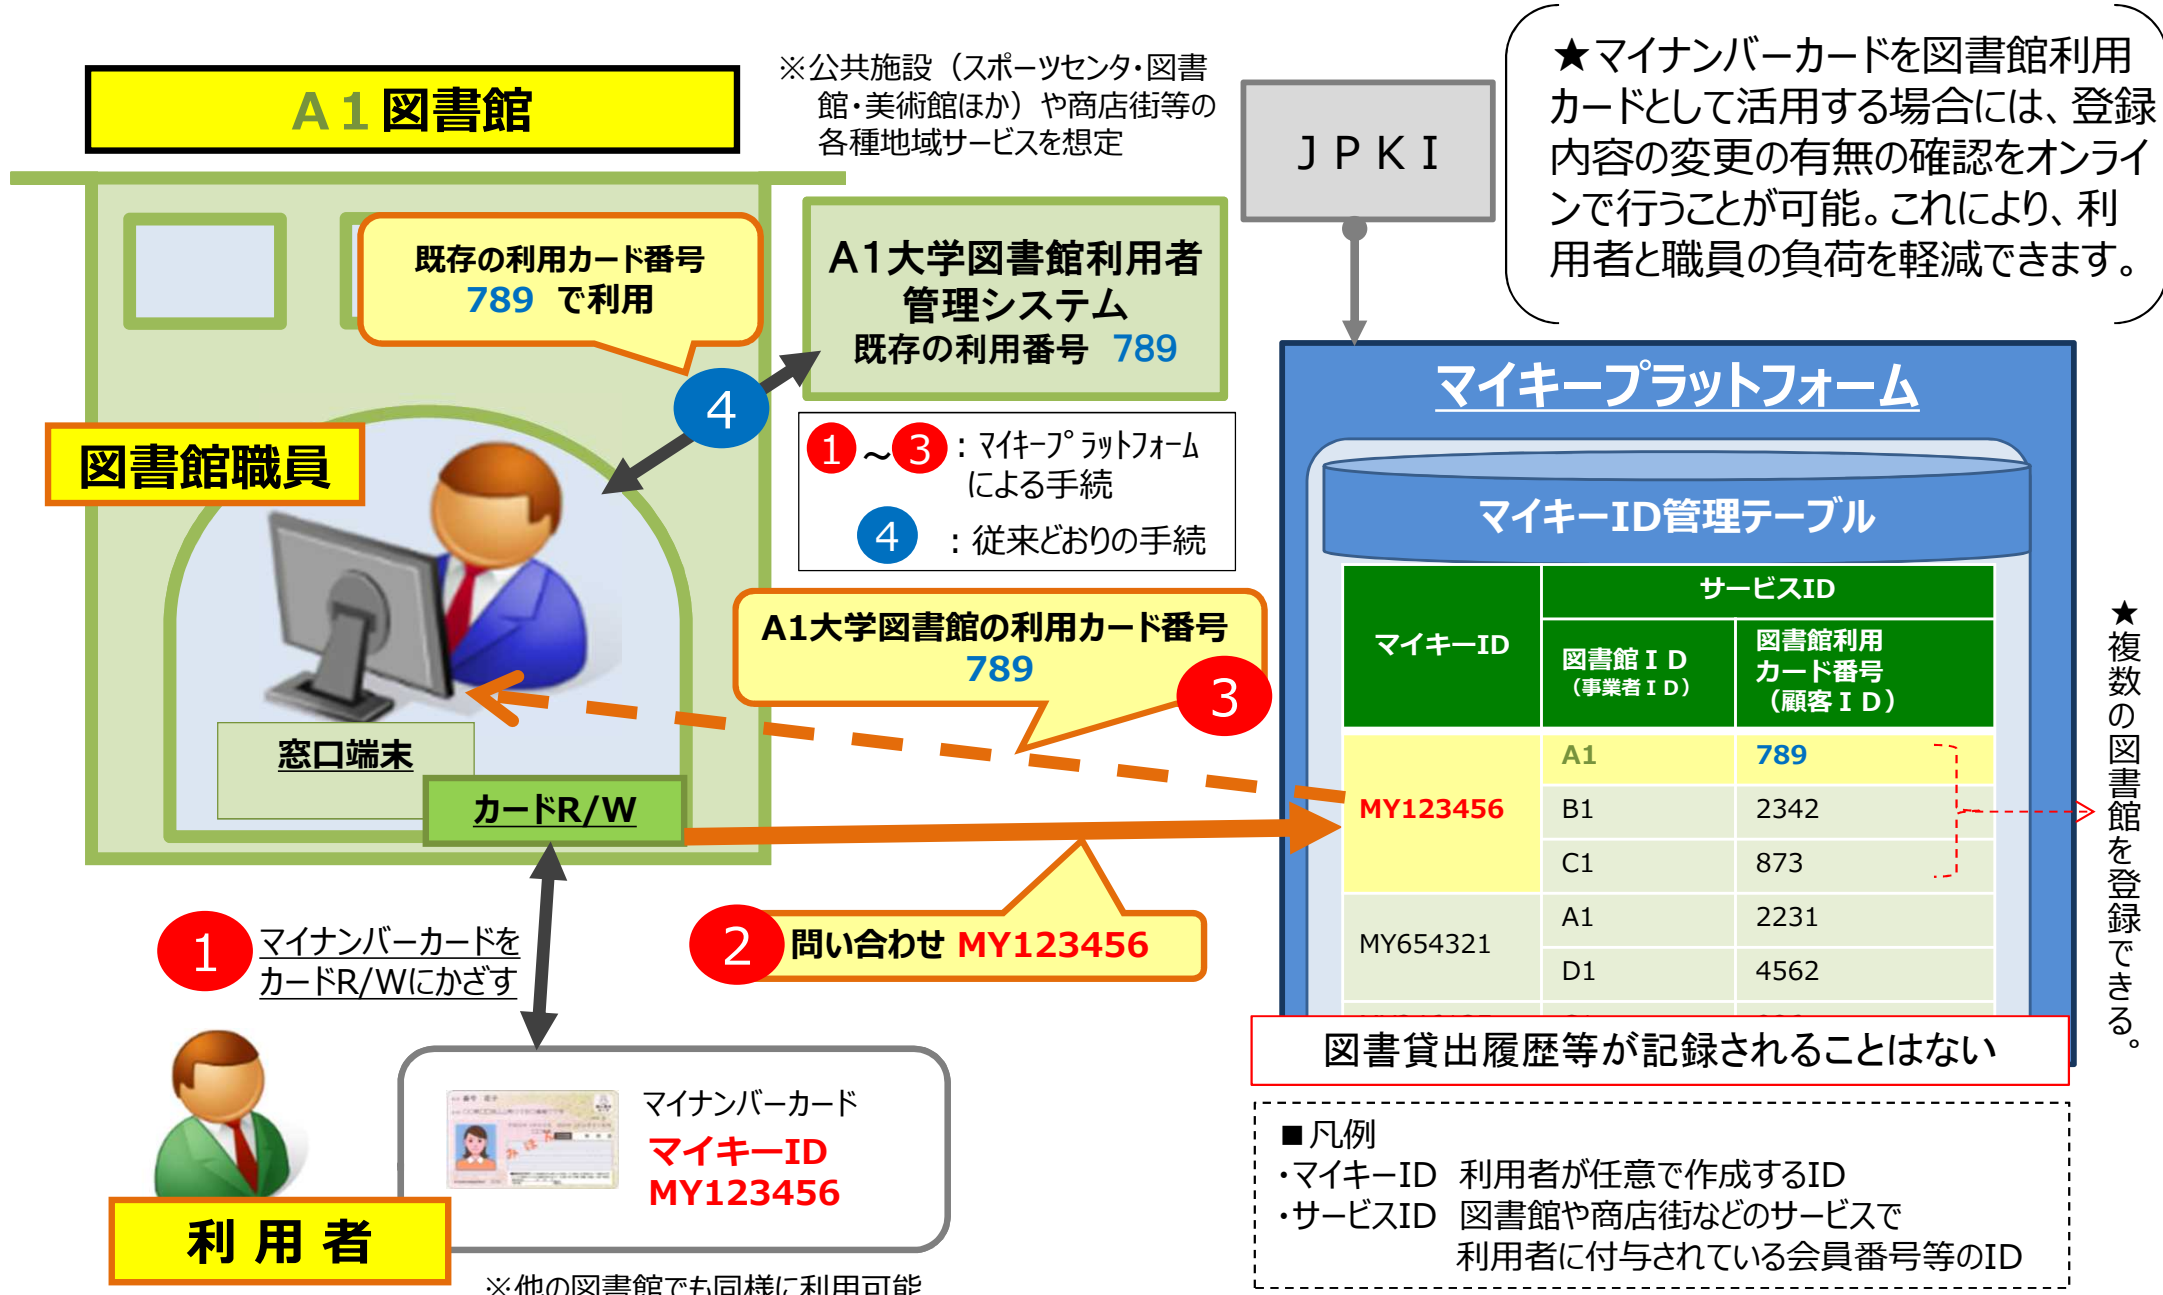 A1図書館
※公共施設（スポーツセンタ・図書
館・美術館ほか）や商店街等の
各種地域サービスを想定
JPKI
★マイナンバーカードを図書館利用
カードとして活用する場合には、登録
内容の変更の有無の確認をオンライ
ンで行うことが可能。これにより、利
用者と職員の負荷を軽減できます。
既存の利用カード番号
789 で利用
A1大学図書館利用者
管理システム
既存の利用番号 789
4
1～3：マイキープラットフォーム
による手続
4：従来どおりの手続
図書館職員
マイキープラットフォーム
マイキーID管理テーブル
マイキーID
サービスID
図書館ＩＤ
（事業者ＩＤ）
図書館利用
カード番号
（顧客ＩＤ）
MY123456
A1 789
B1 2342
C1 873
MY654321
A1 2231
D1 4562
★複数の図書館を登録できる。
A1大学図書館の利用カード番号
789
3
窓口端末
カードR/W
1
マイナンバーカードを
カードR/Wにかざす
2
問い合わせ MY123456
図書貸出履歴等が記録されることはない
マイナンバーカード
マイキーID
MY123456
利用者
※他の図書館でも同様に利用可能
■凡例
・マイキーID 利用者が任意で作成するID
・サービスID 図書館や商店街などのサービスで
利用者に付与されている会員番号等のID